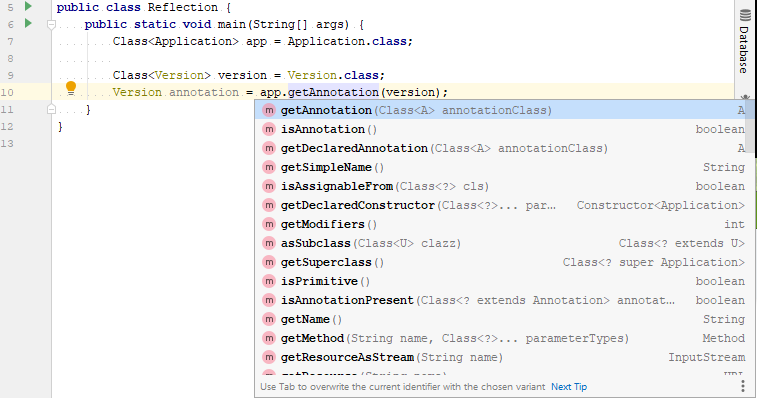 5 public class Reflection {
6 public static void main(String[] args) {
7 Class<Application> app = Application.class;
8
9 Class<Version> version = Version.class;
10 Version annotation = app.getAnnotation(version);
11 }
12 }
13
m getAnnotation(Class<A> annotationClass) A
m isAnnotation() boolean
m getDeclaredAnnotation(Class<A> annotationClass) A
m getSimpleName() String
m isAssignableFrom(Class<?> cls) boolean
m getDeclaredConstructor(Class<?>... par… Constructor<Application>
m getModifiers() int
m asSubclass(Class<U> clazz) Class<? extends U>
m getSuperclass() Class<? super Application>
m isPrimitive() boolean
m isAnnotationPresent(Class<? extends Annotation> annotat… boolean
m getName() String
m getMethod(String name, Class<?>... parameterTypes) Method
m getResourceAsStream(String name) InputStream
m getResource(String name) URL
Use Tab to overwrite the current identifier with the chosen variant Next Tip
Database